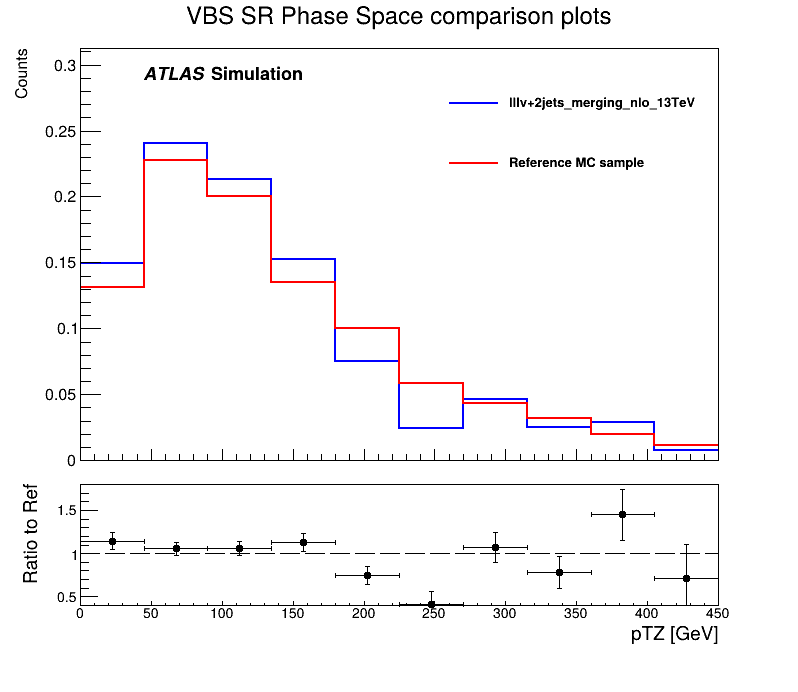 VBS SR Phase Space comparison plots
Counts
0.3
0.25
0.2
0.15
0.1
0.05
0
ATLAS Simulation
lllv+2jets_merging_nlo_13TeV
Reference MC sample
Ratio to Ref
1.5
1
0.5
0 50 100 150 200 250 300 350 400 450
pTZ [GeV]